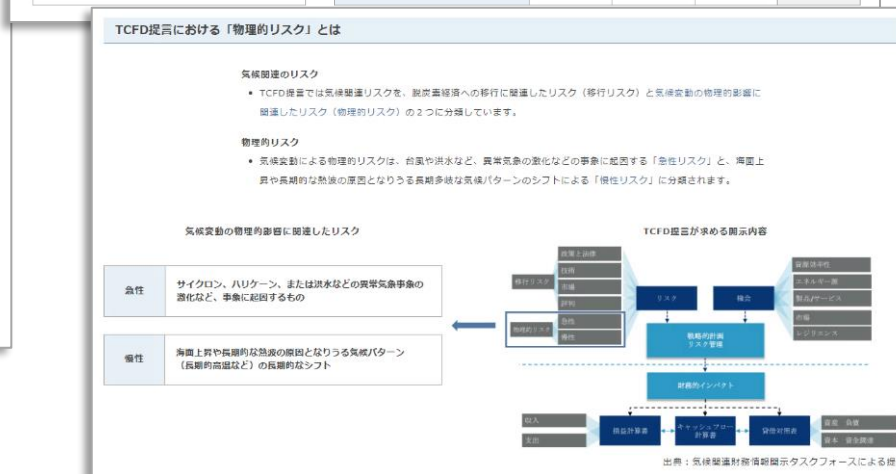 TCFD提言における「物理的リスク」とは
気候関連のリスク
• TCFD提言では気候関連リスクを、脱炭素経済への移行に関連したリスク（移行リスク）と気候変動の物理的影響に
関連したリスク（物理的リスク）の２つに分類しています。
物理的リスク
• 気候変動による物理的リスクは、台風や洪水など、異常気象の激化などの事象に起因する「急性リスク」と、海面上
昇や長期的な熱波の原因となりうる長期多岐な気候パターンのシフトによる「慢性リスク」に分類されます。
気候変動の物理的影響に関連したリスク
急性
サイクロン、ハリケーン、または洪水などの異常気象事象の
激化など、事象に起因するもの
慢性
海面上昇や長期的な熱波の原因となりうる気候パターン
（長期的高温など）の長期的なシフト
TCFD提言が求める開示内容
政策と法律
技術
市場
評判
移行リスク
急性
慢性
物理的リスク
リスク
機会
資源効率性
エネルギー源
製品/サービス
市場
レジリエンス
戦略的計画
リスク管理
財務的インパクト
収入
支出
損益計算書
キャッシュフロー
計算書
貸借対照表
資産 負債
資本 資金調達
出典：気候関連財務情報開示タスクフォースによる提